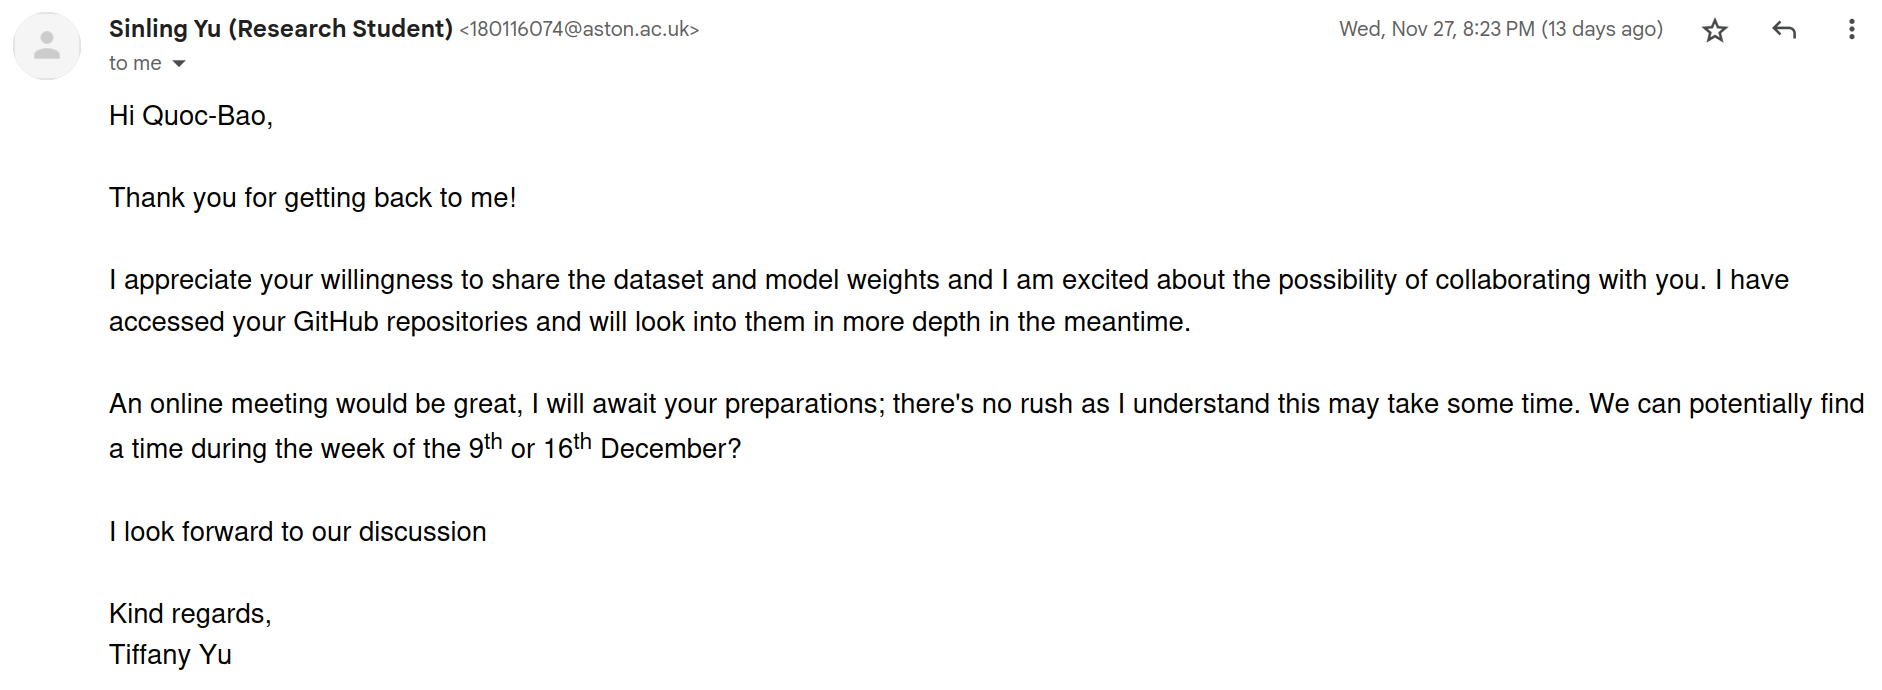 Sinling Yu (Research Student) <180116074@aston.ac.uk> Wed, Nov 27, 8:23 PM (13 days ago)
to me
Hi Quoc-Bao,
Thank you for getting back to me!
I appreciate your willingness to share the dataset and model weights and I am excited about the possibility of collaborating with you. I have
accessed your GitHub repositories and will look into them in more depth in the meantime.
An online meeting would be great, I will await your preparations; there's no rush as I understand this may take some time. We can potentially find
a time during the week of the 9th or 16th December?
I look forward to our discussion
Kind regards,
Tiffany Yu